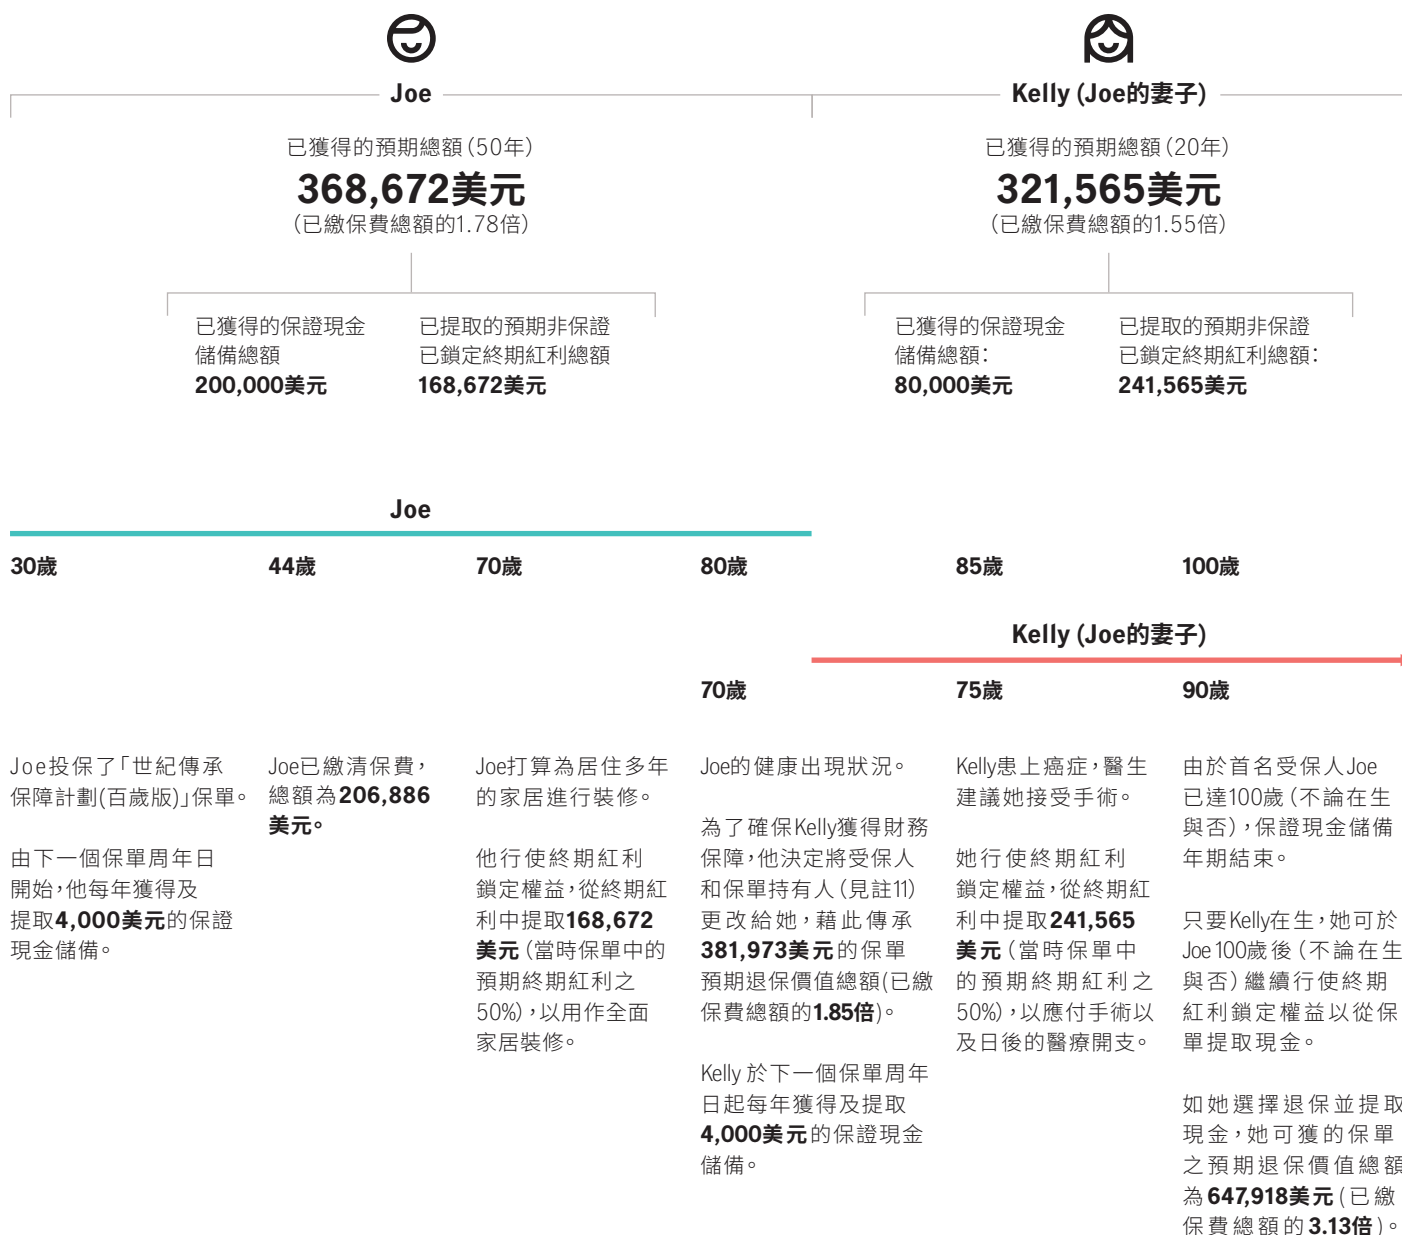 Joe
Kelly (Joe的妻子)
已獲得的預期總額(50年)
368,672美元
(已繳保費總額的1.78倍)
已獲得的預期總額(20年)
321,565美元
(已繳保費總額的1.55倍)
已獲得的保證現金
儲備總額
200,000美元
已提取的預期非保證
已鎖定終期紅利總額
168,672美元
已獲得的保證現金
儲備總額：
80,000美元
已提取的預期非保證
已鎖定終期紅利總額：
241,565美元
Joe
30歲
44歲
70歲
80歲
85歲
100歲
Kelly (Joe的妻子)
70歲
75歲
90歲
Joe投保了「世紀傳承
保障計劃(百歲版)」保單。
由下一個保單周年日
開始，他每年獲得及
提取4,000美元的保證
現金儲備。
Joe已繳清保費，
總額為206,886
美元。
Joe打算為居住多年
的家居進行裝修。
他行使終期紅利
鎖定權益，從終期紅
利中提取168,672
美元(當時保單中的
預期終期紅利之
50%)，以用作全面
家居裝修。
Joe的健康出現狀況。
為了確保Kelly獲得財務
保障，他決定將受保人
和保單持有人(見註11)
更改給她，藉此傳承
381,973美元的保單
預期退保價值總額(已繳
保費總額的1.85倍)。
Kelly 於下一個保單周年
日起每年獲得及提取
4,000美元的保證現金
儲備。
Kelly患上癌症，醫生
建議她接受手術。
她行使終期紅利
鎖定權益，從終期紅
利中提取241,565
美元(當時保單中
的預期終期紅利之
50%)，以應付手術以
及日後的醫療開支。
由於首名受保人Joe
已達100歲(不論在生
與否)，保證現金儲備
年期結束。
只要Kelly在生，她可於
Joe 100歲後(不論在生
與否)繼續行使終期
紅利鎖定權益以從保
單提取現金。
如她選擇退保並提取
現金，她可獲的保單
之預期退保價值總額
為647,918美元(已繳
保費總額的3.13倍)。